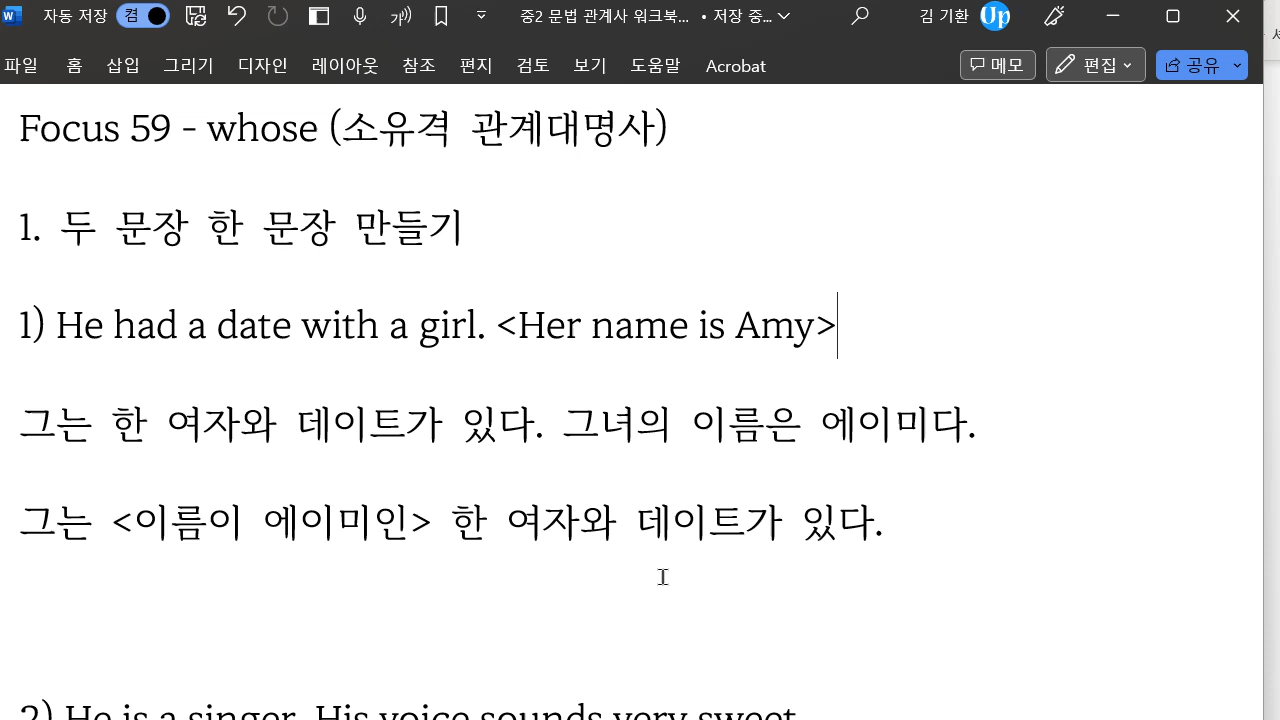 자동 저장 켬 가 중2 문법 관계사 워크북... • 저장 중... 김 기환 Up
파일 홈 삽입 그리기 디자인 레이아웃 참조 편지 검토 보기 도움말 Acrobat 메모 편집 공유
Focus 59 - whose (소유격 관계대명사)
1. 두 문장 한 문장 만들기
1) He had a date with a girl. <Her name is Amy>
그는 한 여자와 데이트가 있다. 그녀의 이름은 에이미다.
그는 <이름이 에이미인> 한 여자와 데이트가 있다.
2) He is a singer. His voice sounds very sweet.